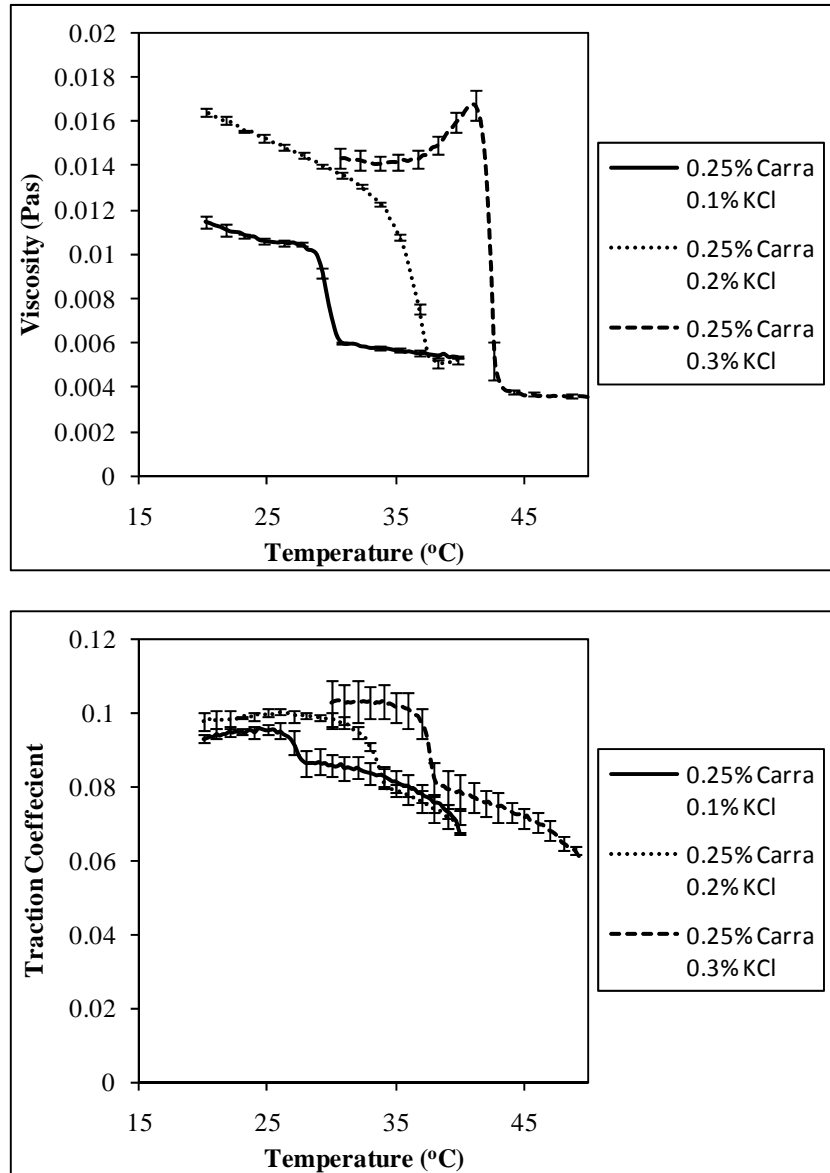 0.02
0.018
0.016
0.014
0.012
0.01
0.008
0.006
0.004
0.002
0
Viscosity (Pas)
15
25
35
45
Temperature (°C)
0.25% Carra
0.1% KCl
0.25% Carra
0.2% KCl
0.25% Carra
0.3% KCl
0.12
0.1
0.08
0.06
0.04
0.02
0
Traction Coeffecient
15
25
35
45
Temperature (°C)
0.25% Carra
0.1% KCl
0.25% Carra
0.2% KCl
0.25% Carra
0.3% KCl